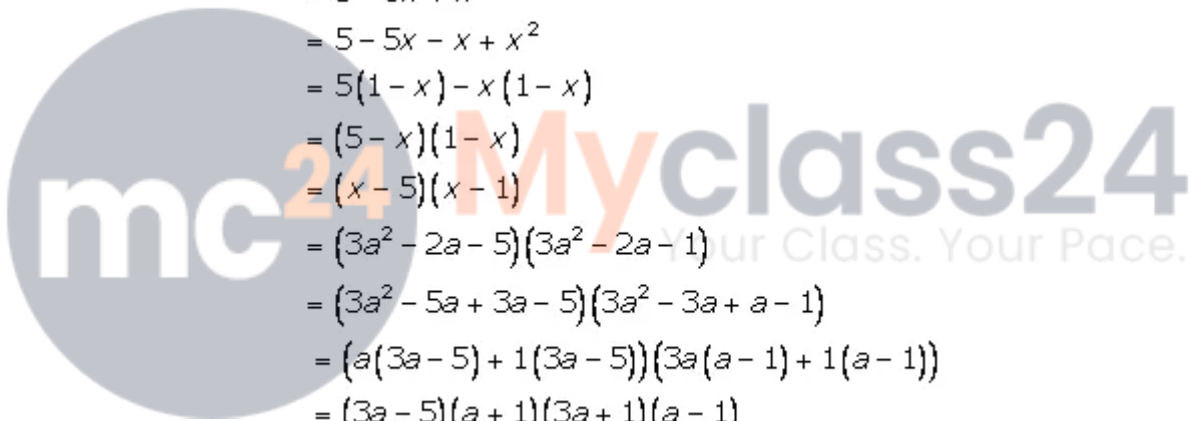 = 5 − 5x − x + x²
= 5(1 − x) − x(1 − x)
= (5 − x)(1 − x)
= (x − 5)(x − 1)
= (3a² − 2a − 5)(3a² − 2a − 1)
= (3a² − 5a + 3a − 5)(3a² − 3a + a − 1)
= (a(3a − 5) + 1(3a − 5))(3a(a − 1) + 1(a − 1))
= (3a − 5)(a + 1)(3a + 1)(a − 1)
mc24 Myclass24
Your Class. Your Pace.